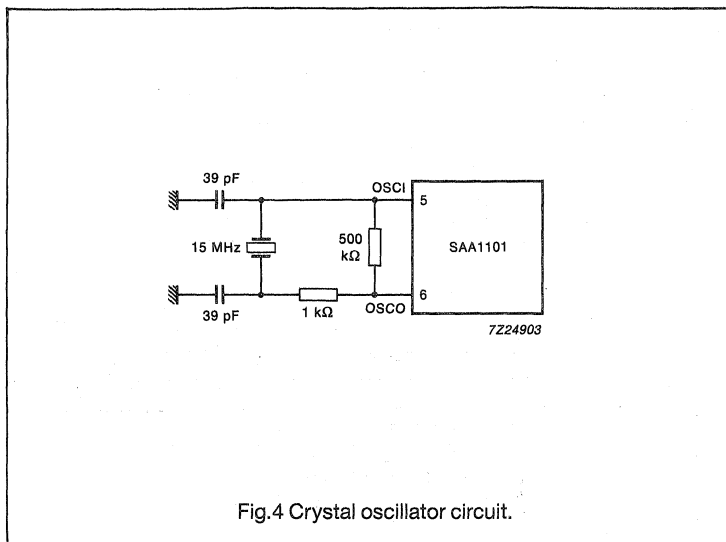 39 pF
OSCI
5
15 MHz
500
kΩ
SAA1101
6
39 pF
1 kΩ
OSCO
7Z24903
Fig.4 Crystal oscillator circuit.